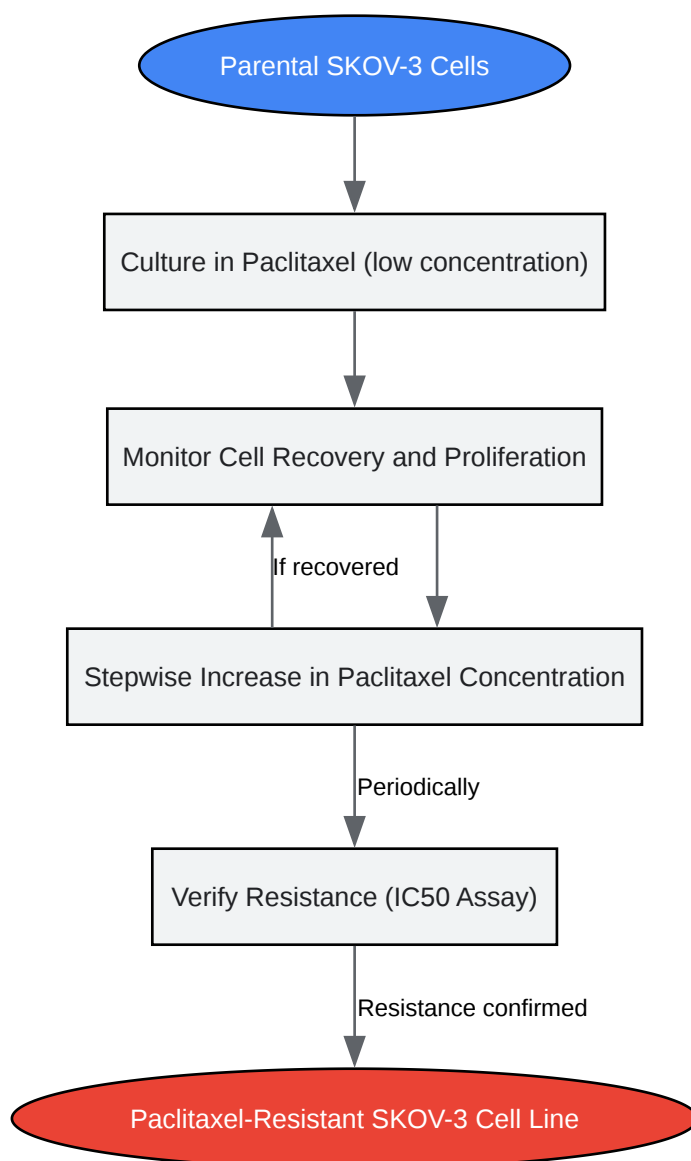 Parental SKOV-3 Cells
Culture in Paclitaxel (low concentration)
Monitor Cell Recovery and Proliferation
If recovered
Stepwise Increase in Paclitaxel Concentration
Periodically
Verify Resistance (IC50 Assay)
Resistance confirmed
Paclitaxel-Resistant SKOV-3 Cell Line